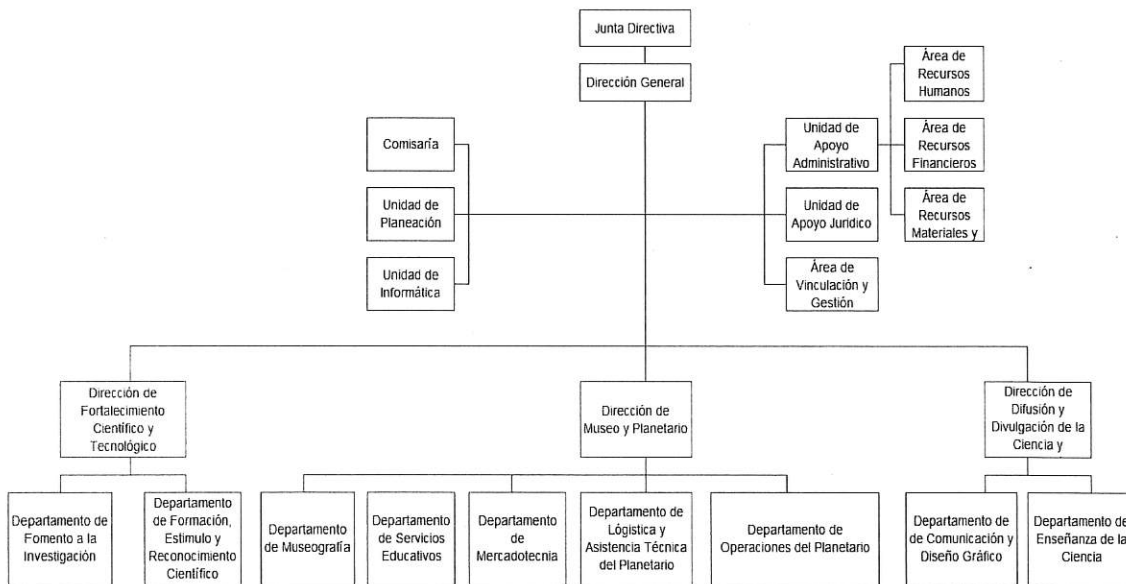 Junta Directiva
Dirección General
Área de
Recursos
Humanos
Comisaría
Unidad de
Apoyo
Administrativo
Área de
Recursos
Financieros
Unidad de
Planeación
Unidad de
Apoyo Jurídico
Área de
Recursos
Materiales y
Unidad de
Informática
Área de
Vinculación y
Gestión
Dirección de
Fortalecimiento
Científico y
Tecnológico
Dirección de
Museo y Planetario
Dirección de
Difusión y
Divulgación de la
Ciencia y
Departamento de
Fomento a la
Investigación
Departamento
de Formación,
Estimulo y
Reconocimiento
Científico
Departamento
de Museografía
Departamento
de Servicios
Educativos
Departamento
de
Mercadotecnia
Departamento de
Lógistica y
Asistencia Técnica
del Planetario
Departamento de
Operaciones del Planetario
Departamento de
de Comunicación y
Diseño Gráfico
Departamento de
Enseñanza de la
Ciencia